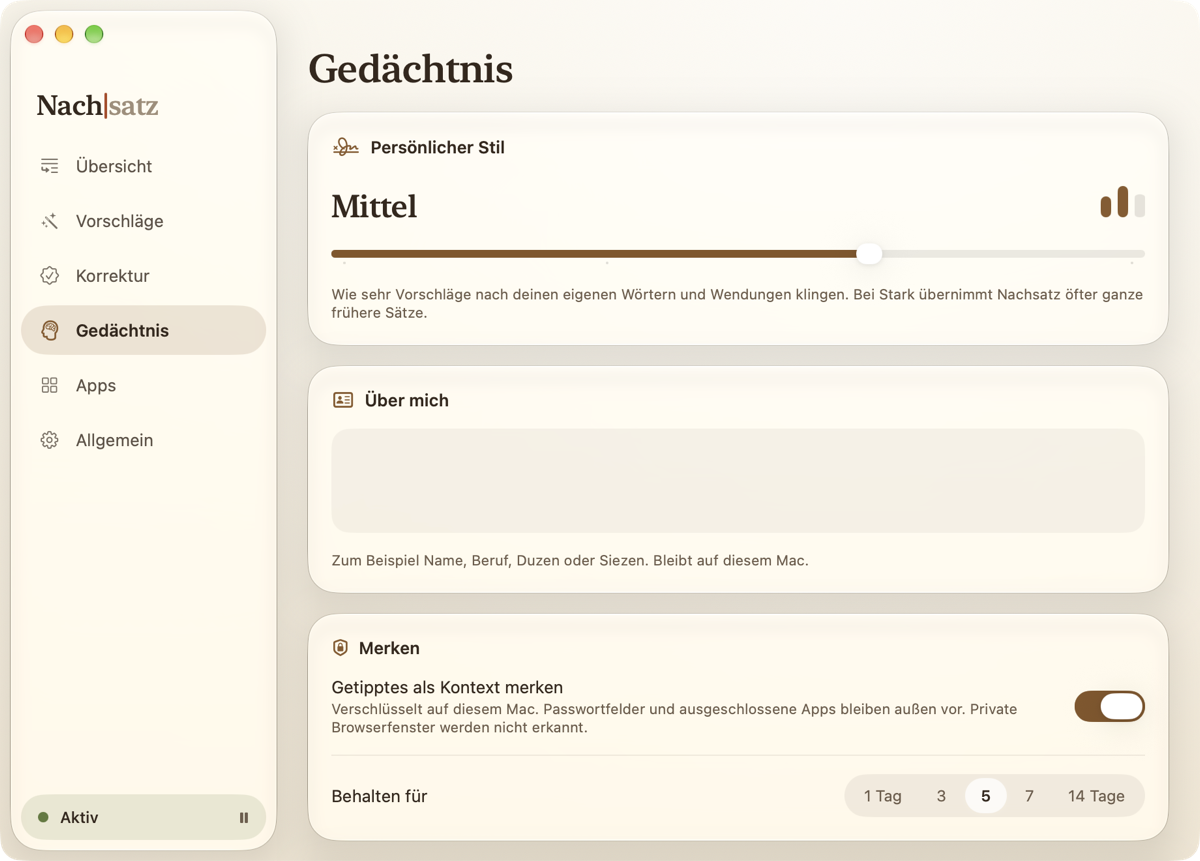 Nach|satz
Übersicht
Vorschläge
Korrektur
Gedächtnis
Apps
Allgemein
Aktiv
Gedächtnis
Persönlicher Stil
Mittel
Wie sehr Vorschläge nach deinen eigenen Wörtern und Wendungen klingen. Bei Stark übernimmt Nachsatz öfter ganze
frühere Sätze.
Über mich
Zum Beispiel Name, Beruf, Duzen oder Siezen. Bleibt auf diesem Mac.
Merken
Getipptes als Kontext merken
Verschlüsselt auf diesem Mac. Passwortfelder und ausgeschlossene Apps bleiben außen vor. Private
Browserfenster werden nicht erkannt.
Behalten für 1 Tag 3 5 7 14 Tage